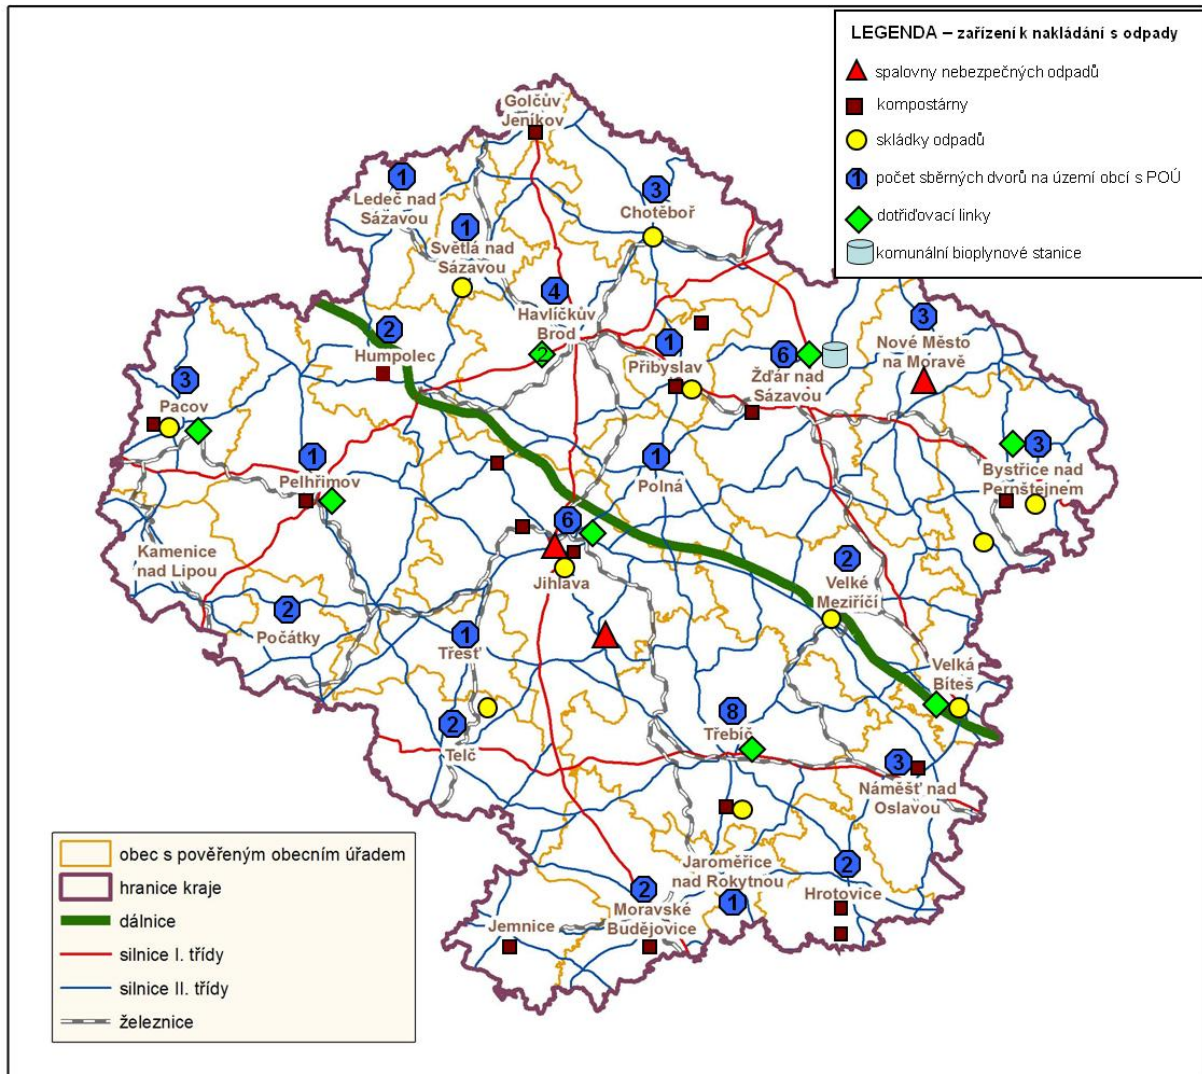 LEGENDA – zařízení k nakládání s odpady
spalovny nebezpečných odpadů
kompostárny
skládky odpadů
1 počet sběrných dvorů na území obcí s POÚ
dotřiďovací linky
komunální bioplynové stanice
Golčův
Jeníkov
1
Ledeč nad
Sázavou
3
Chotěboř
1
Světlá nad
Sázavou
4
Havlíčkův
Brod
2
2
Humpolec
1
Přibyslav
6
Žďár nad
Sázavou
3
Nové Město
na Moravě
3
Pacov
1
Pelhřimov
1
Polná
3
Bystřice nad
Pernštejnem
6
Jihlava
Kamenice
nad Lipou
2
Velké
Meziříčí
2
Počátky
1
Třešť
Velká
Bíteš
2
Telč
8
Třebíč
3
Náměšť nad
Oslavou
Jaroměřice
nad Rokytnou
1
2
Hrotovice
2
Moravské
Budějovice
Jemnice
obec s pověřeným obecním úřadem
hranice kraje
dálnice
silnice I. třídy
silnice II. třídy
železnice